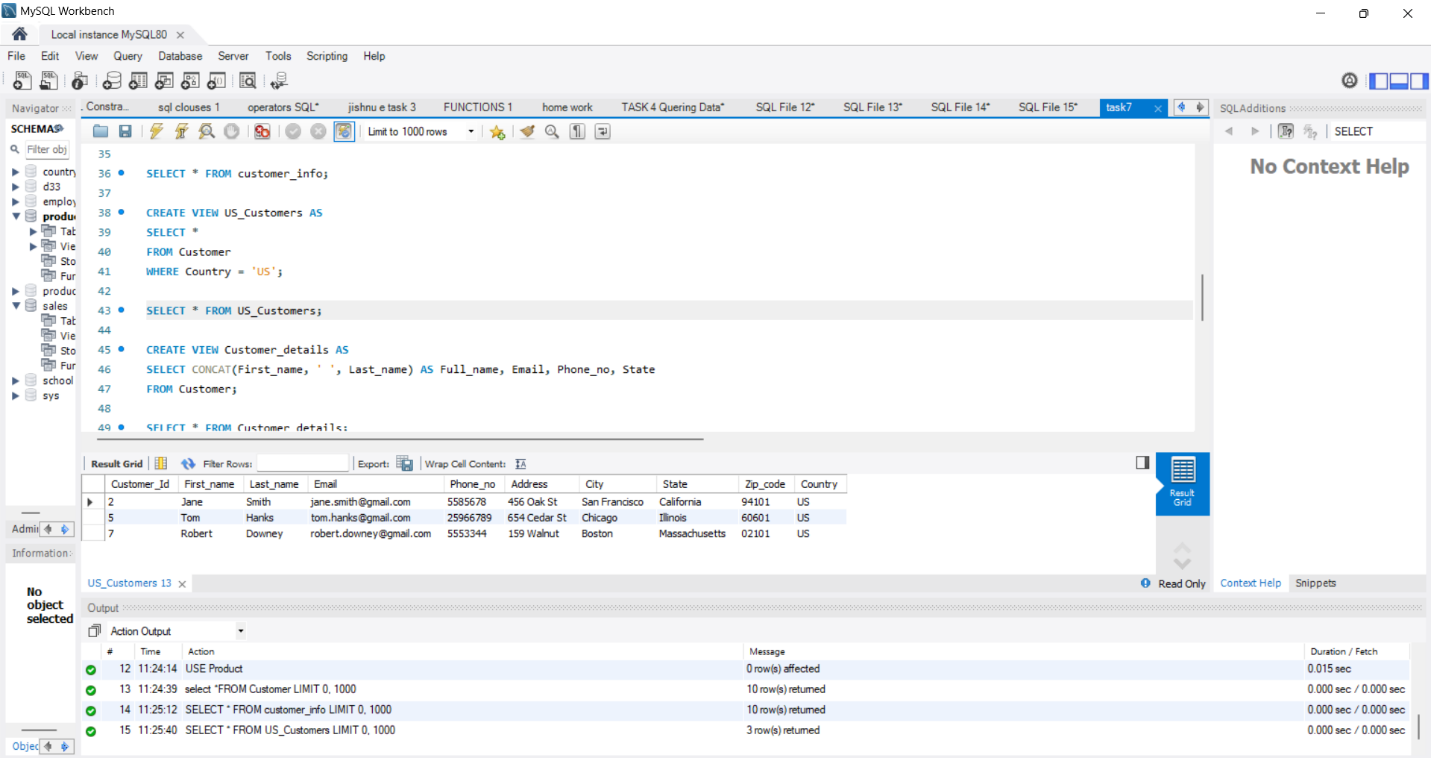 MySQL Workbench
Local instance MySQL80
File Edit View Query Database Server Tools Scripting Help
Navigator
SCHEMAS
Filter obj
country
d33
employ
produ
Tab
Vie
Sto
Fun
produc
sales
Tab
Vie
Sto
Fun
school
sys
Admin
Information
No object selected
Objec
. Constra... sql clouses 1 operators SQL* jishnu e task 3 FUNCTIONS 1 home work TASK 4 Quering Data* SQL File 12* SQL File 13* SQL File 14* SQL File 15* task7
Limit to 1000 rows
35
36 SELECT * FROM customer_info;
37
38 CREATE VIEW US_Customers AS
39 SELECT *
40 FROM Customer
41 WHERE Country = 'US';
42
43 SELECT * FROM US_Customers;
44
45 CREATE VIEW Customer_details AS
46 SELECT CONCAT(First_name, ' ', Last_name) AS Full_name, Email, Phone_no, State
47 FROM Customer;
48
49 SELECT * FROM Customer_details;
SQLAdditions
SELECT
No Context Help
Context Help Snippets
Result Grid Filter Rows: Export: Wrap Cell Content:
Customer_Id First_name Last_name Email Phone_no Address City State Zip_code Country
2 Jane Smith jane.smith@gmail.com 5585678 456 Oak St San Francisco California 94101 US
5 Tom Hanks tom.hanks@gmail.com 25966789 654 Cedar St Chicago Illinois 60601 US
7 Robert Downey robert.downey@gmail.com 5553344 159 Walnut Boston Massachusetts 02101 US
Result Grid
US_Customers 13
Read Only
Output
Action Output
# Time Action Message Duration / Fetch
12 11:24:14 USE Product 0 row(s) affected 0.015 sec
13 11:24:39 select *FROM Customer LIMIT 0, 1000 10 row(s) returned 0.000 sec / 0.000 sec
14 11:25:12 SELECT * FROM customer_info LIMIT 0, 1000 10 row(s) returned 0.000 sec / 0.000 sec
15 11:25:40 SELECT * FROM US_Customers LIMIT 0, 1000 3 row(s) returned 0.000 sec / 0.000 sec